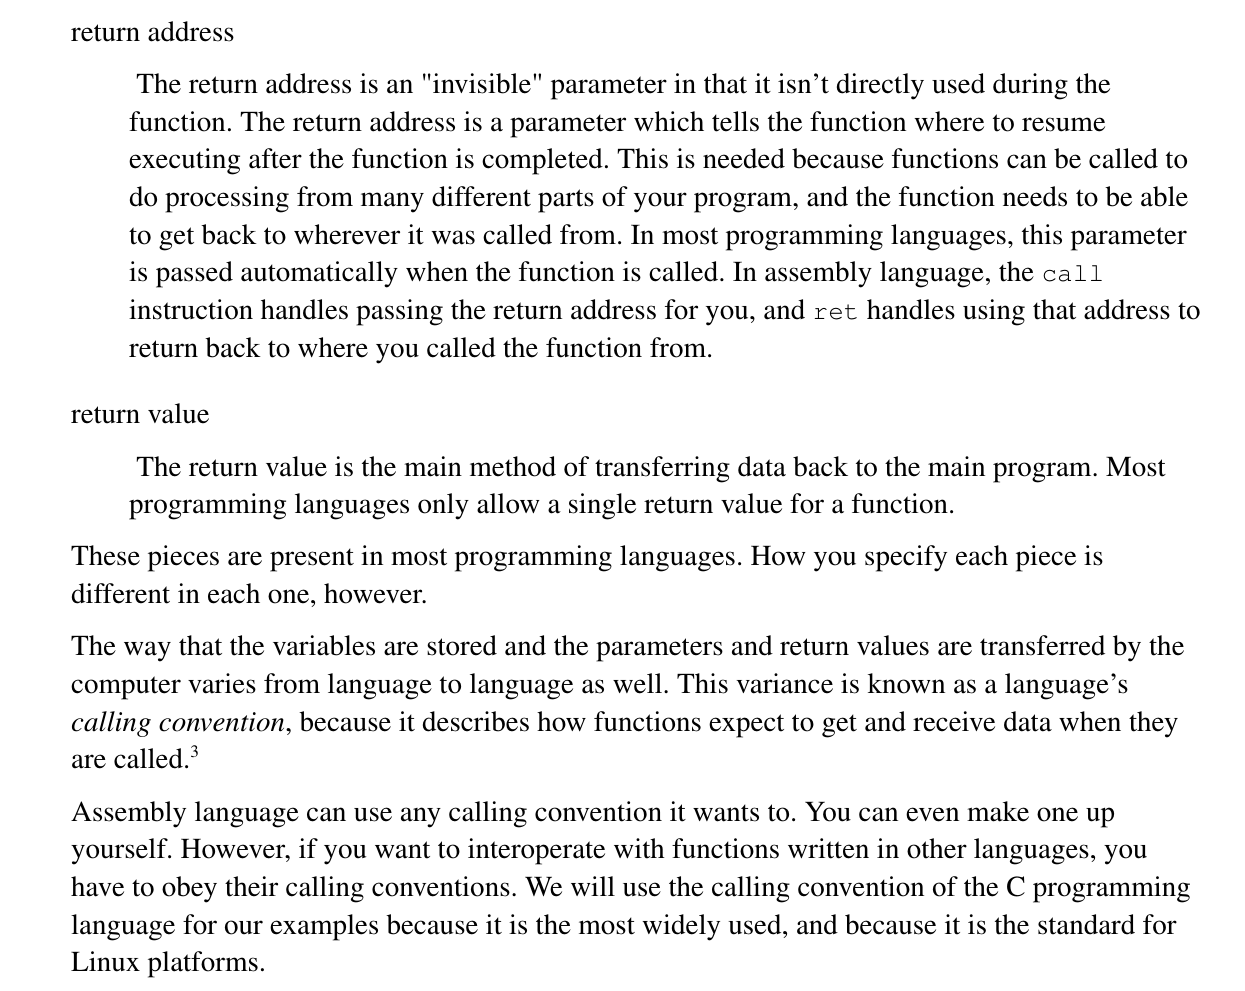 return address
The return address is an "invisible" parameter in that it isn’t directly used during the
function. The return address is a parameter which tells the function where to resume
executing after the function is completed. This is needed because functions can be called to
do processing from many different parts of your program, and the function needs to be able
to get back to wherever it was called from. In most programming languages, this parameter
is passed automatically when the function is called. In assembly language, the call
instruction handles passing the return address for you, and ret handles using that address to
return back to where you called the function from.
return value
The return value is the main method of transferring data back to the main program. Most
programming languages only allow a single return value for a function.
These pieces are present in most programming languages. How you specify each piece is
different in each one, however.
The way that the variables are stored and the parameters and return values are transferred by the
computer varies from language to language as well. This variance is known as a language’s
calling convention, because it describes how functions expect to get and receive data when they
are called.³
Assembly language can use any calling convention it wants to. You can even make one up
yourself. However, if you want to interoperate with functions written in other languages, you
have to obey their calling conventions. We will use the calling convention of the C programming
language for our examples because it is the most widely used, and because it is the standard for
Linux platforms.